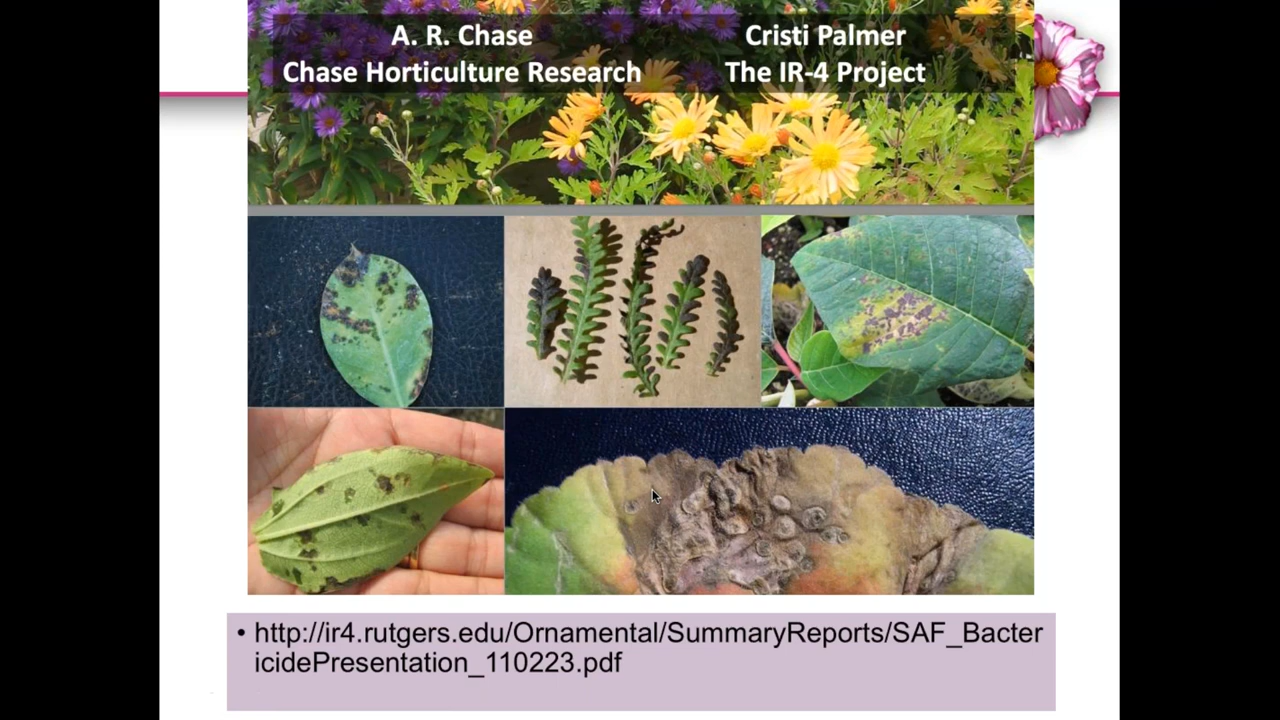 A. R. Chase
Chase Horticulture Research
Cristi Palmer
The IR-4 Project
• http://ir4.rutgers.edu/Ornamental/SummaryReports/SAF_Bacter
icidePresentation_110223.pdf